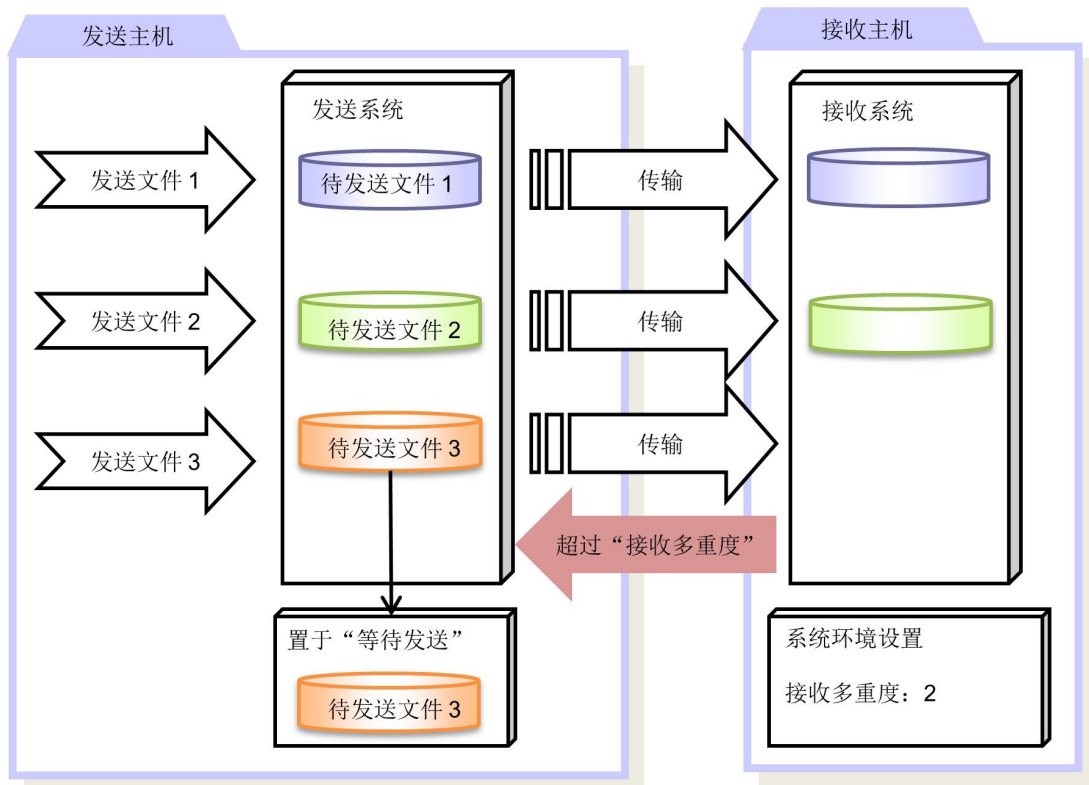 发送主机
接收主机
发送系统
接收系统
发送文件 1
待发送文件 1
传输
发送文件 2
待发送文件 2
传输
发送文件 3
待发送文件 3
传输
超过“接收多重度”
置于“等待发送”
待发送文件 3
系统环境设置
接收多重度：2